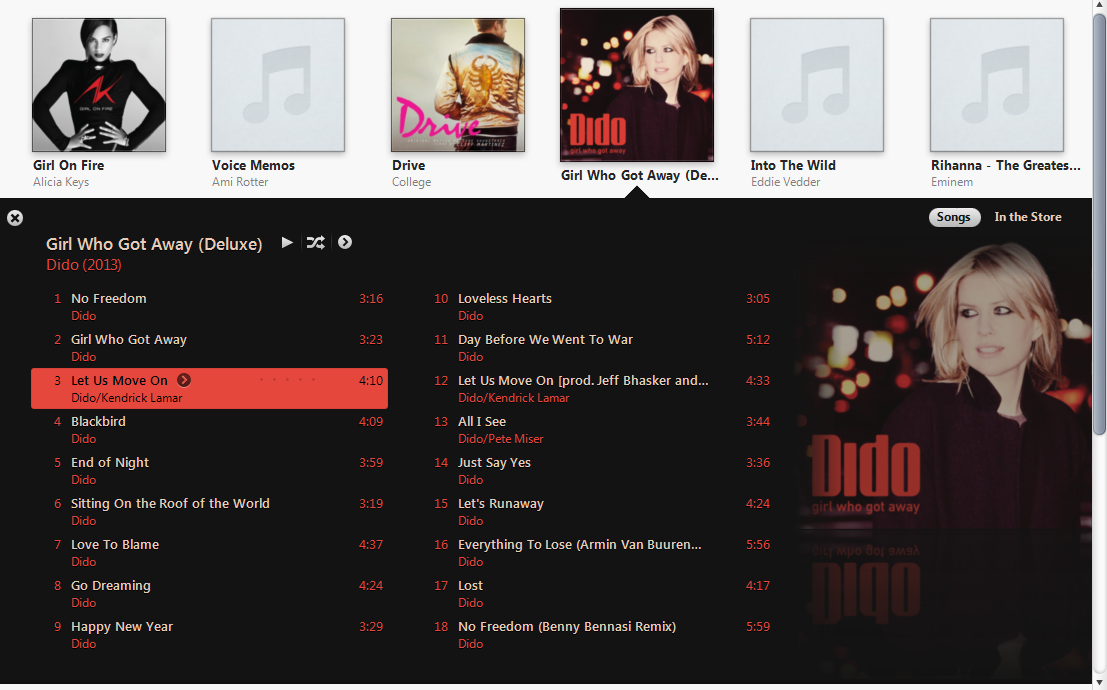 AK
GIRL ON FIRE
Drive
DIDO
girl who got away
Girl On Fire
Alicia Keys
Voice Memos
Ami Rotter
Drive
College
Girl Who Got Away (De...
Into The Wild
Eddie Vedder
Rihanna - The Greates...
Eminem
Songs
In the Store
Girl Who Got Away (Deluxe)
Dido (2013)
1 No Freedom 3:16
Dido
2 Girl Who Got Away 3:23
Dido
3 Let Us Move On 4:10
Dido/Kendrick Lamar
4 Blackbird 4:09
Dido
5 End of Night 3:59
Dido
6 Sitting On the Roof of the World 3:19
Dido
7 Love To Blame 4:37
Dido
8 Go Dreaming 4:24
Dido
9 Happy New Year 3:29
Dido
10 Loveless Hearts 3:05
Dido
11 Day Before We Went To War 5:12
Dido
12 Let Us Move On [prod. Jeff Bhasker and... 4:33
Dido/Kendrick Lamar
13 All I See 3:44
Dido/Pete Miser
14 Just Say Yes 3:36
Dido
15 Let's Runaway 4:24
Dido
16 Everything To Lose (Armin Van Buuren... 5:56
Dido
17 Lost 4:17
Dido
18 No Freedom (Benny Bennasi Remix) 5:59
Dido
DIDO
girl who got away